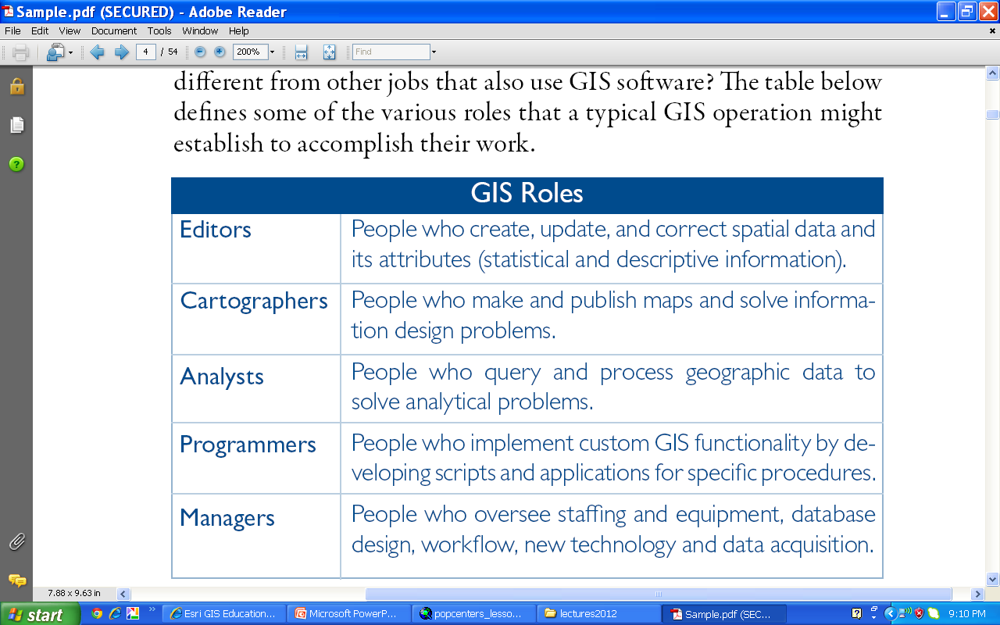 Sample.pdf (SECURED) - Adobe Reader
File Edit View Document Tools Window Help
4 / 54 200% Find
different from other jobs that also use GIS software? The table below
defines some of the various roles that a typical GIS operation might
establish to accomplish their work.
GIS Roles
Editors
People who create, update, and correct spatial data and
its attributes (statistical and descriptive information).
Cartographers
People who make and publish maps and solve informa-
tion design problems.
Analysts
People who query and process geographic data to
solve analytical problems.
Programmers
People who implement custom GIS functionality by de-
veloping scripts and applications for specific procedures.
Managers
People who oversee staffing and equipment, database
design, workflow, new technology and data acquisition.
7.88 x 9.63 in
start Esri GIS Education... Microsoft PowerP... popcenters_lesso... lectures2012 Sample.pdf (SEC... 9:10 PM